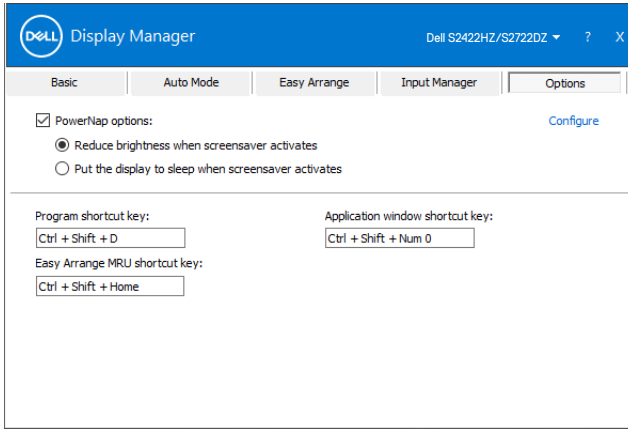 DELL Display Manager
Dell S2422HZ/S2722DZ ? X
Basic Auto Mode Easy Arrange Input Manager Options
PowerNap options: Configure
Reduce brightness when screensaver activates
Put the display to sleep when screensaver activates
Program shortcut key: Application window shortcut key:
Ctrl + Shift + D Ctrl + Shift + Num 0
Easy Arrange MRU shortcut key:
Ctrl + Shift + Home